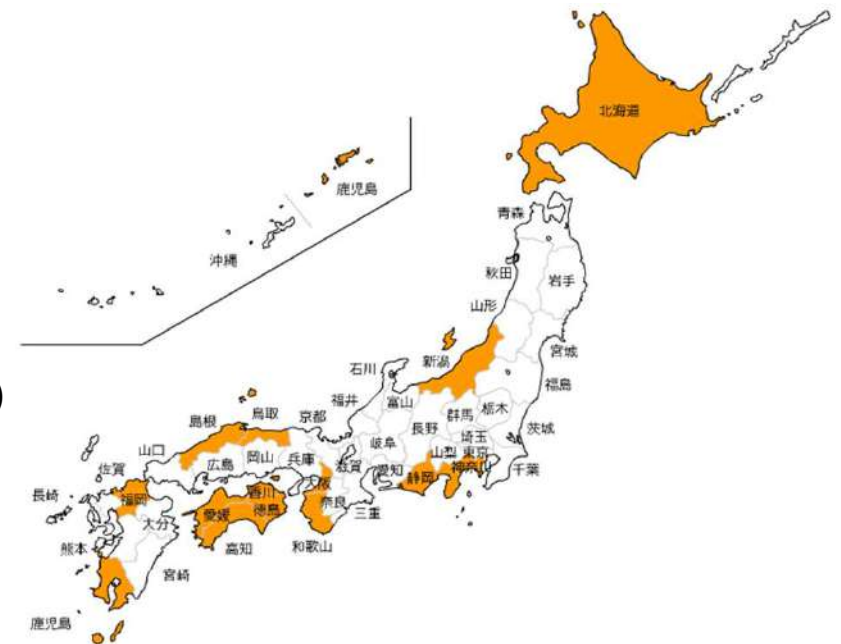 北海道
鹿児島
青森
沖縄
秋田
岩手
山形
宮城
新潟
石川
福島
富山
福井
群馬
栃木
鳥取
京都
島根
長野
茨城
埼玉
岐阜
山口
山梨
東京
岡山
兵庫
広島
滋賀
愛知
神奈川
千葉
佐賀
静岡
大阪
香川
長崎
福岡
奈良
徳島
愛媛
三重
大分
熊本
高知
和歌山
宮崎
鹿児島
)